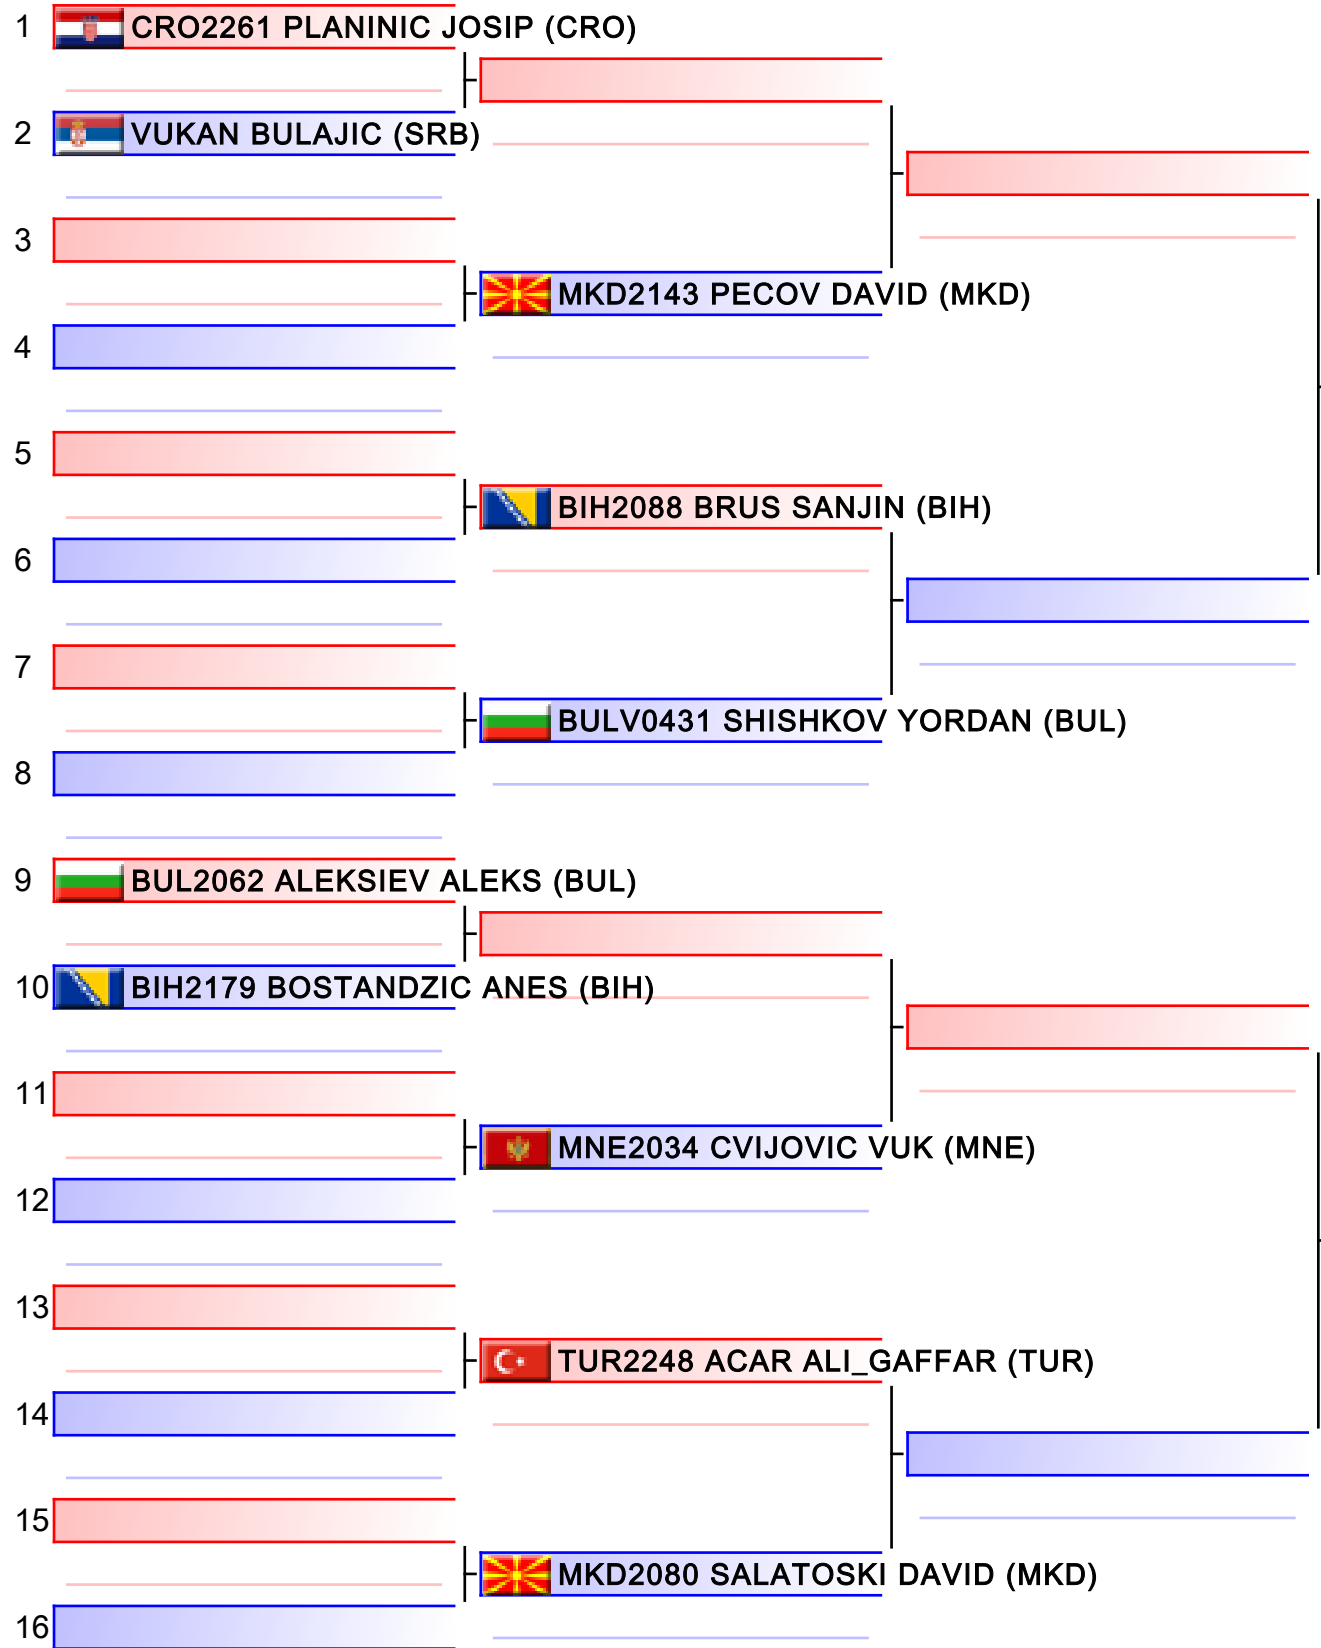 1 CRO2261 PLANINIC JOSIP (CRO)
2 VUKAN BULAJIC (SRB)
3
MKD2143 PECOV DAVID (MKD)
4
5
BIH2088 BRUS SANJIN (BIH)
6
7
BULV0431 SHISHKOV YORDAN (BUL)
8
9 BUL2062 ALEKSIEV ALEKS (BUL)
10 BIH2179 BOSTANDZIC ANES (BIH)
11
MNE2034 CVIJOVIC VUK (MNE)
12
13
TUR2248 ACAR ALI_GAFFAR (TUR)
14
15
MKD2080 SALATOSKI DAVID (MKD)
16